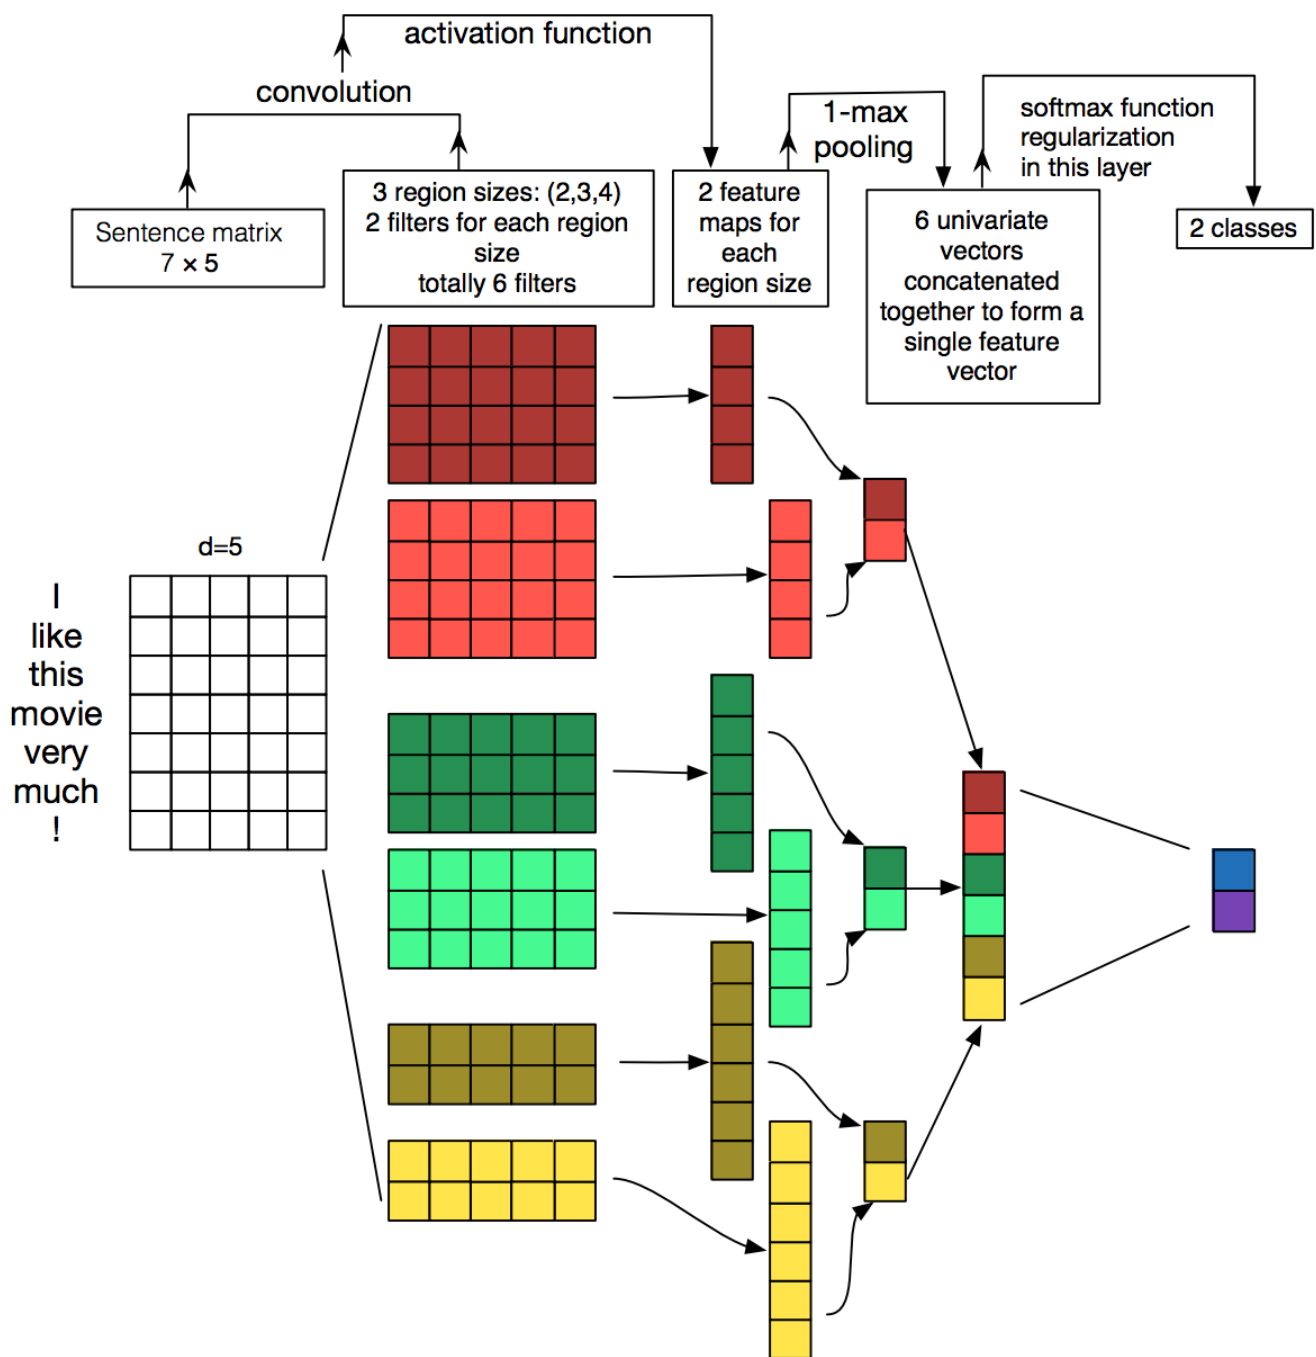 activation function
convolution
1-max
pooling
softmax function
regularization
in this layer
Sentence matrix
7 × 5
3 region sizes: (2,3,4)
2 filters for each region
size
totally 6 filters
2 feature
maps for
each
region size
6 univariate
vectors
concatenated
together to form a
single feature
vector
2 classes
d=5
I
like
this
movie
very
much
!